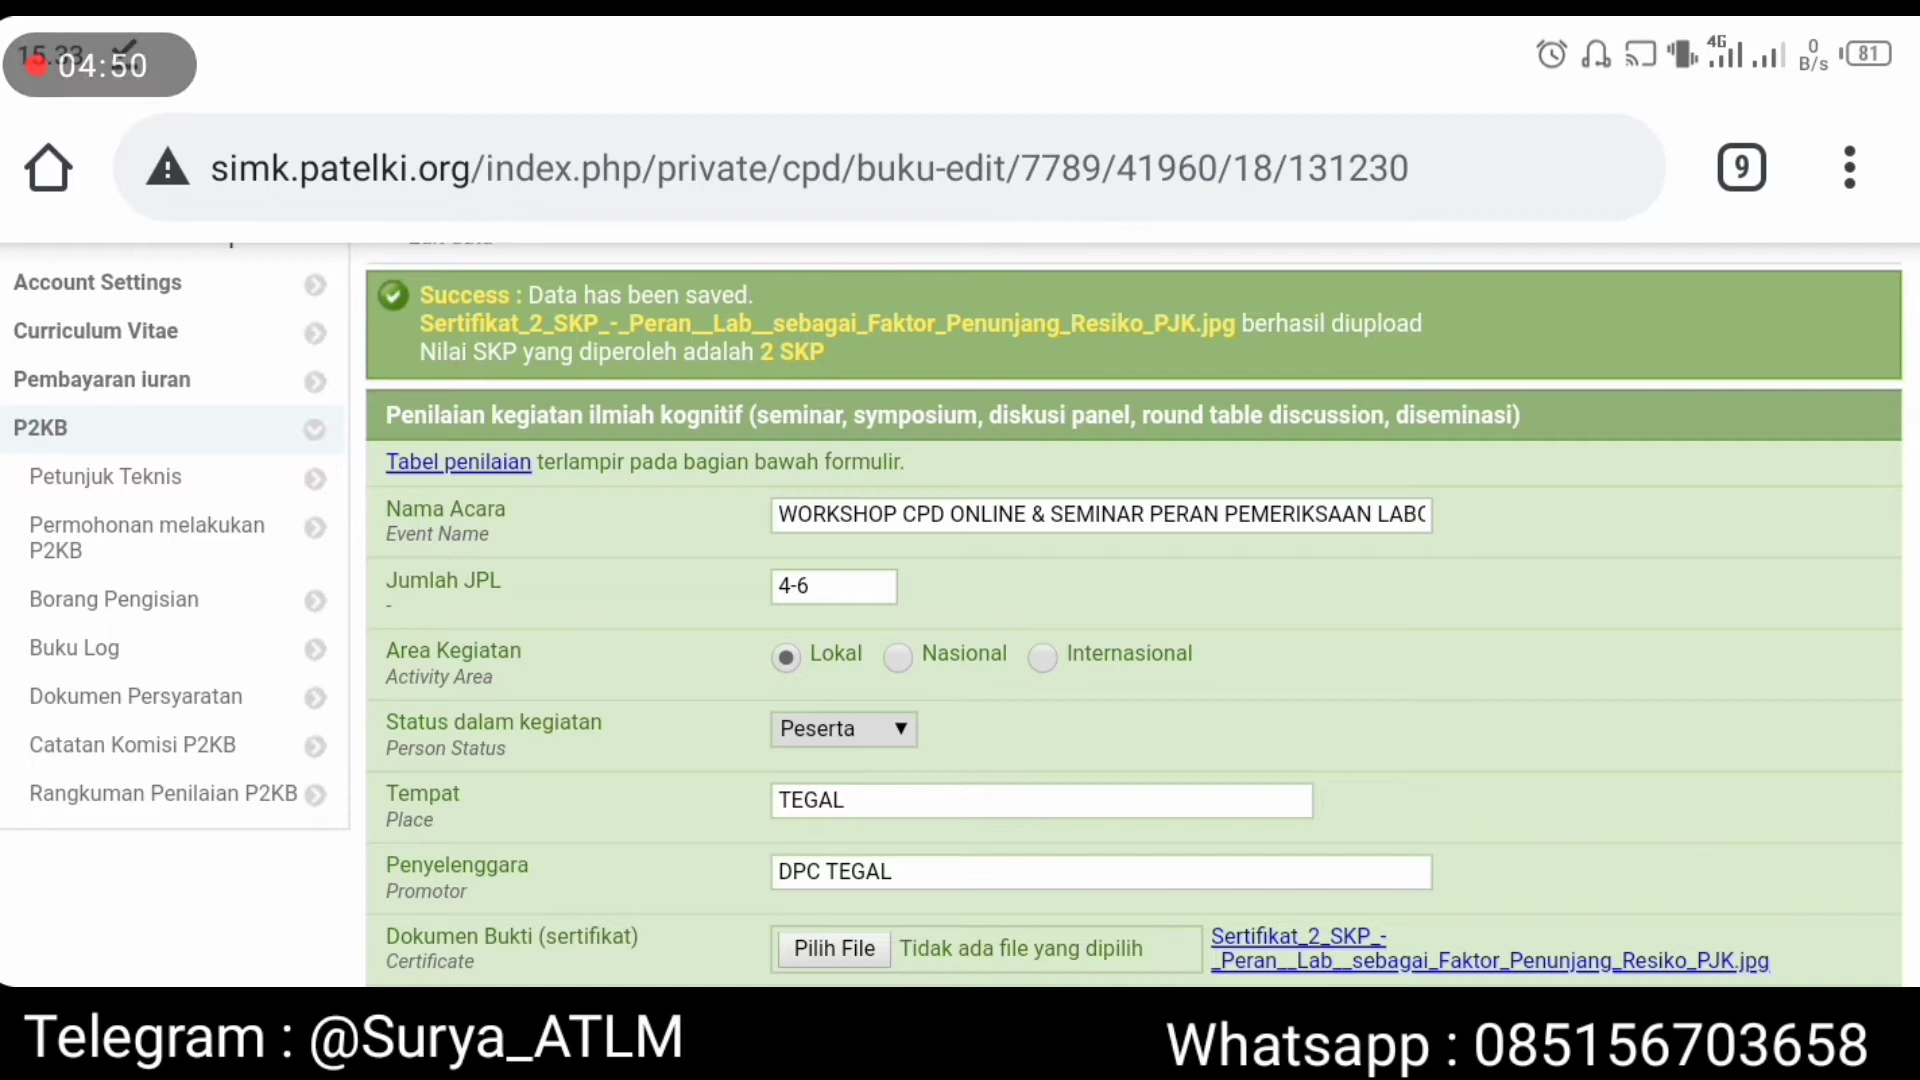 15.33
04:50
4G
0
B/s
81
simk.patelki.org/index.php/private/cpd/buku-edit/7789/41960/18/131230
9
Account Settings
Curriculum Vitae
Pembayaran iuran
P2KB
Petunjuk Teknis
Permohonan melakukan
P2KB
Borang Pengisian
Buku Log
Dokumen Persyaratan
Catatan Komisi P2KB
Rangkuman Penilaian P2KB
Success : Data has been saved.
Sertifikat_2_SKP_-_Peran__Lab__sebagai_Faktor_Penunjang_Resiko_PJK.jpg berhasil diupload
Nilai SKP yang diperoleh adalah 2 SKP
Penilaian kegiatan ilmiah kognitif (seminar, symposium, diskusi panel, round table discussion, diseminasi)
Tabel penilaian terlampir pada bagian bawah formulir.
Nama Acara
Event Name
WORKSHOP CPD ONLINE & SEMINAR PERAN PEMERIKSAAN LABO
Jumlah JPL
-
4-6
Area Kegiatan
Activity Area
Lokal Nasional Internasional
Status dalam kegiatan
Person Status
Peserta
Tempat
Place
TEGAL
Penyelenggara
Promotor
DPC TEGAL
Dokumen Bukti (sertifikat)
Certificate
Pilih File Tidak ada file yang dipilih
Sertifikat_2_SKP_-
_Peran__Lab__sebagai_Faktor_Penunjang_Resiko_PJK.jpg
Telegram : @Surya_ATLM
Whatsapp : 085156703658